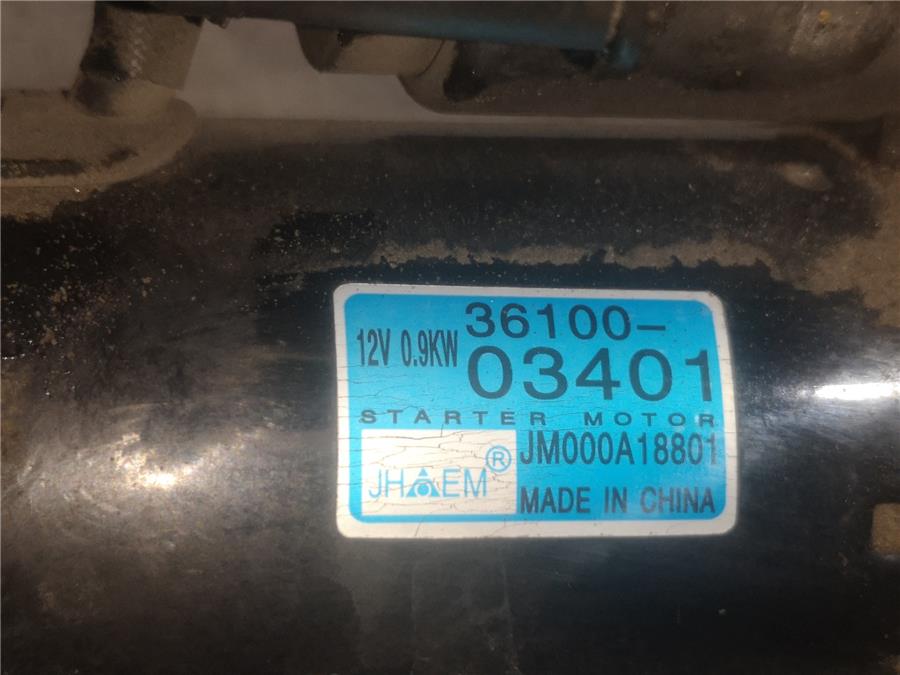 36100-
12V 0.9KW
03401
STARTER MOTOR
JM000A18801
JHAEM®
MADE IN CHINA